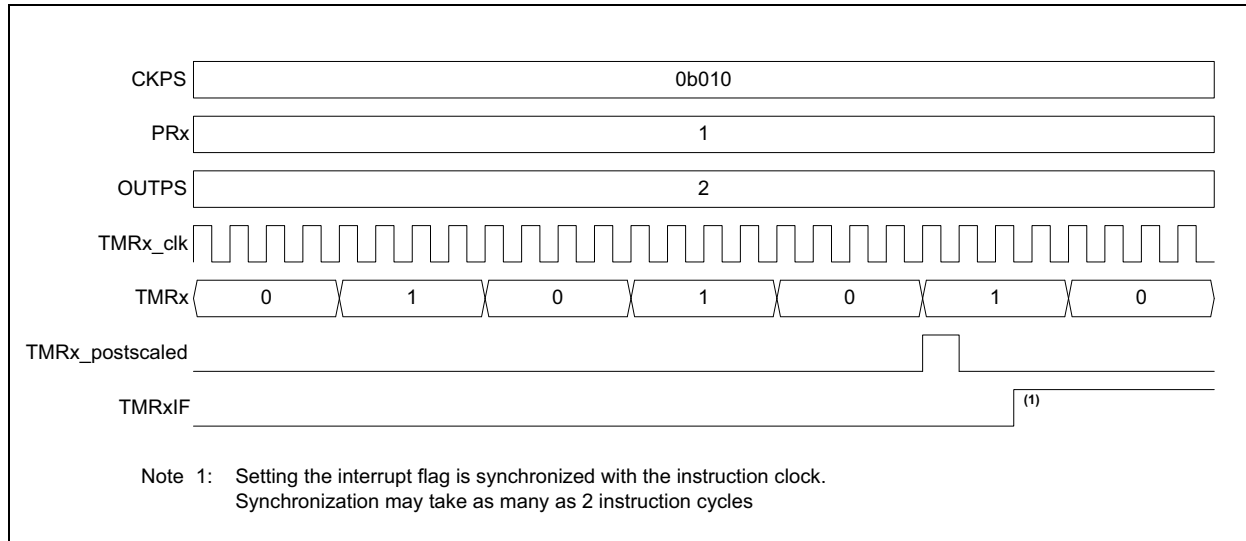 CKPS 0b010
PRx 1
OUTPS 2
TMRx_clk
TMRx 0 1 0 1 0 1 0
TMRx_postscaled
TMRxIF (1)
Note 1: Setting the interrupt flag is synchronized with the instruction clock.
Synchronization may take as many as 2 instruction cycles